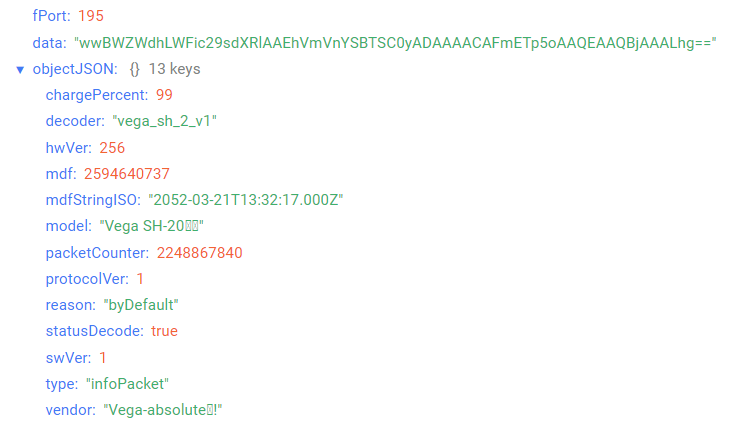 fPort: 195
data: "wwBWZWdhLWFic29sdXRlAAEhVmVnYSBTSC0yADAAAACAFmETp5oAAQEAAQBjAAALhg=="
▼ objectJSON: {} 13 keys
chargePercent: 99
decoder: "vega_sh_2_v1"
hwVer: 256
mdf: 2594640737
mdfStringISO: "2052-03-21T13:32:17.000Z"
model: "Vega SH-20▯▯"
packetCounter: 2248867840
protocolVer: 1
reason: "byDefault"
statusDecode: true
swVer: 1
type: "infoPacket"
vendor: "Vega-absolute▯!"